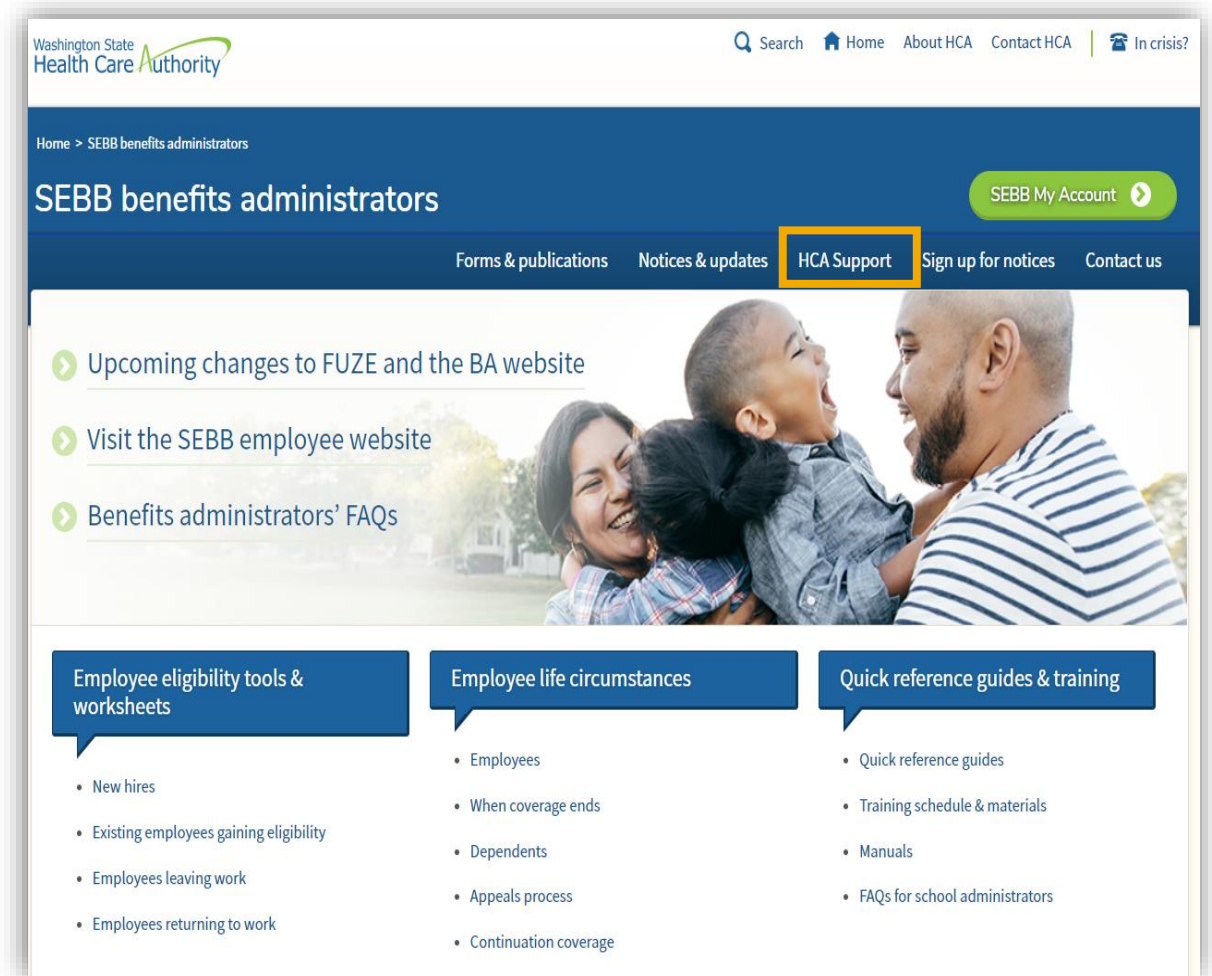 Washington State
Health Care Authority
Search Home About HCA Contact HCA In crisis?
Home > SEBB benefits administrators
SEBB benefits administrators
SEBB My Account
Forms & publications Notices & updates HCA Support Sign up for notices Contact us
Upcoming changes to FUZE and the BA website
Visit the SEBB employee website
Benefits administrators’ FAQs
Employee eligibility tools &
worksheets
• New hires
• Existing employees gaining eligibility
• Employees leaving work
• Employees returning to work
Employee life circumstances
• Employees
• When coverage ends
• Dependents
• Appeals process
• Continuation coverage
Quick reference guides & training
• Quick reference guides
• Training schedule & materials
• Manuals
• FAQs for school administrators